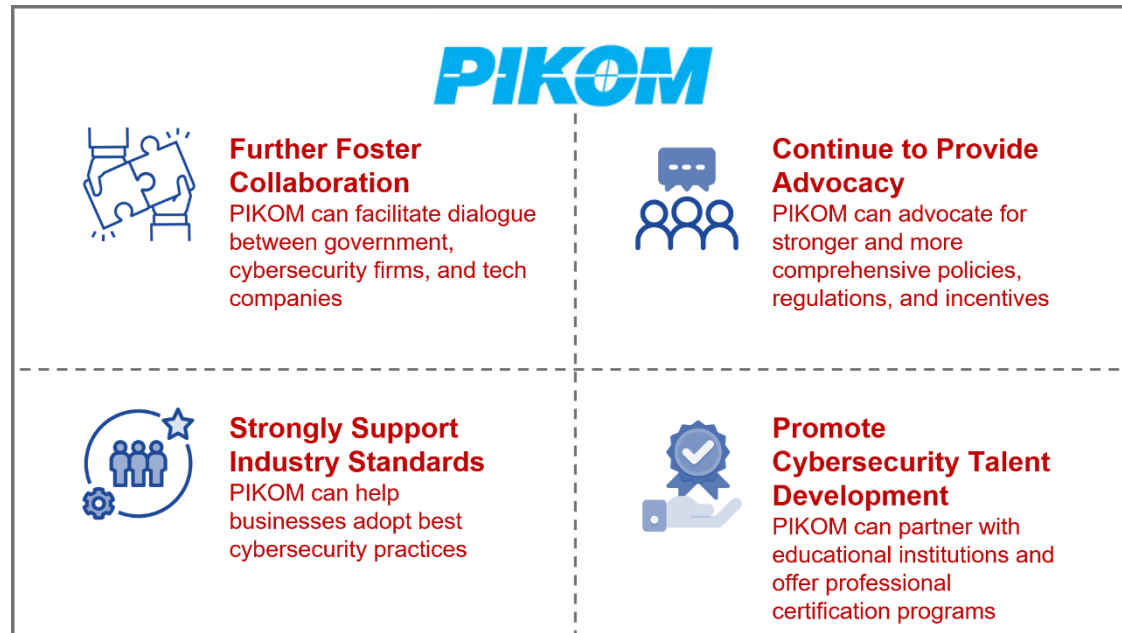 PIKOM
Further Foster
Collaboration
PIKOM can facilitate dialogue
between government,
cybersecurity firms, and tech
companies
Continue to Provide
Advocacy
PIKOM can advocate for
stronger and more
comprehensive policies,
regulations, and incentives
Strongly Support
Industry Standards
PIKOM can help
businesses adopt best
cybersecurity practices
Promote
Cybersecurity Talent
Development
PIKOM can partner with
educational institutions and
offer professional
certification programs